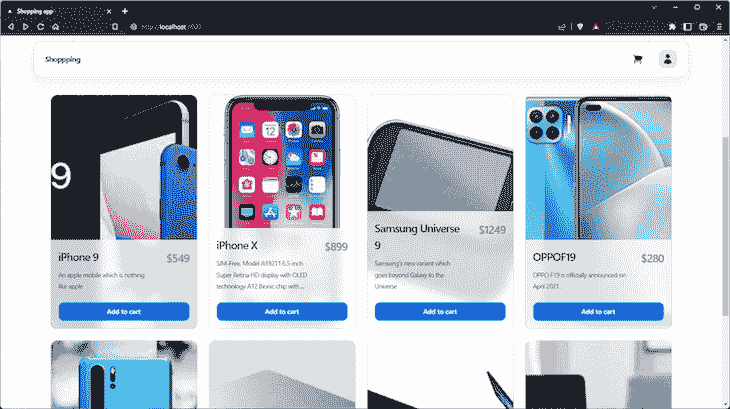 Shopping app
http://localhost
Shoppping
9
iPhone 9
$549
An apple mobile which is nothing
like apple
Add to cart
12
iPhone X
$899
SIM-Free, Model A19211 6.5-inch
Super Retina HD display with OLED
technology A12 Bionic chip with ...
Add to cart
Samsung Universe
9
$1249
Samsung's new variant which
goes beyond Galaxy to the
Universe
Add to cart
OPPOF19
$280
OPPO F19 is officially announced on
April 2021.
Add to cart